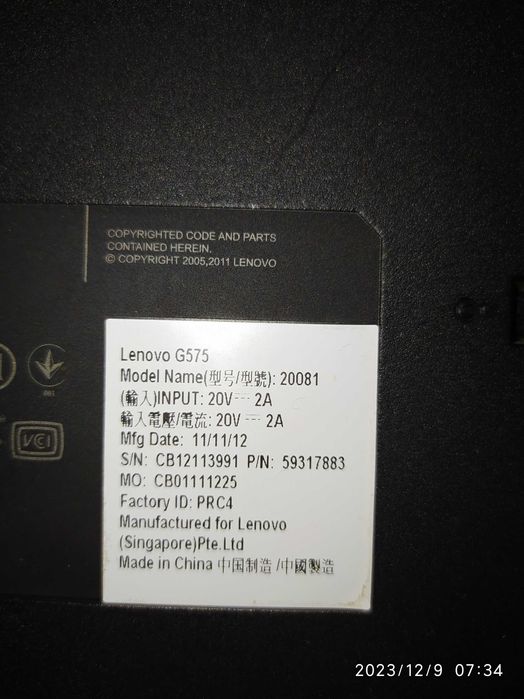 COPYRIGHTED CODE AND PARTS
CONTAINED HEREIN.
© COPYRIGHT 2005,2011 LENOVO
Lenovo G575
Model Name(型号/型號): 20081
(輸入)INPUT: 20V⎓2A
輸入電壓/電流: 20V⎓2A
Mfg Date: 11/11/12
S/N: CB12113991 P/N: 59317883
MO: CB01111225
Factory ID: PRC4
Manufactured for Lenovo
(Singapore)Pte.Ltd
Made in China 中国制造 /中國製造
001
VCCI
2023/12/9 07:34